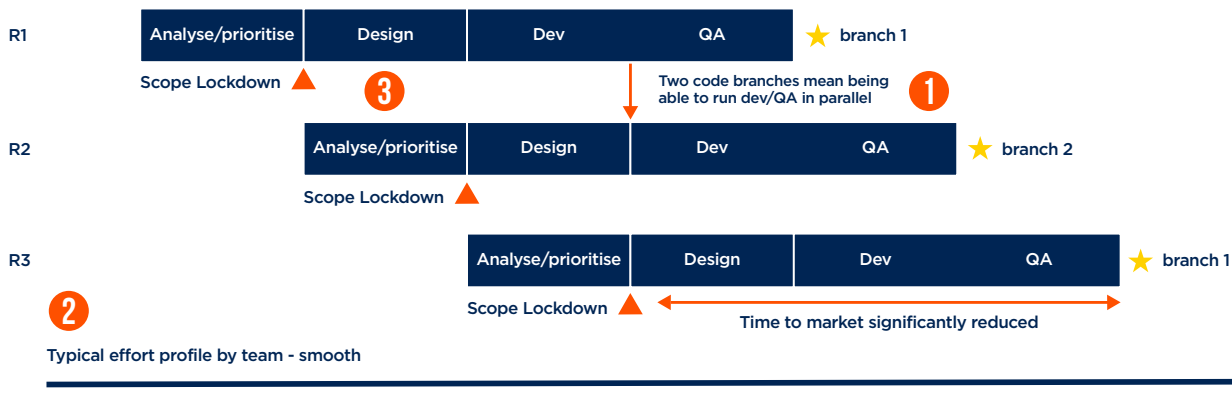 R1
Analyse/prioritise
Design
Dev
QA
branch 1
Scope Lockdown
3
Two code branches mean being
able to run dev/QA in parallel
1
R2
Analyse/prioritise
Design
Dev
QA
branch 2
Scope Lockdown
R3
Analyse/prioritise
Design
Dev
QA
branch 1
Scope Lockdown
Time to market significantly reduced
2
Typical effort profile by team - smooth